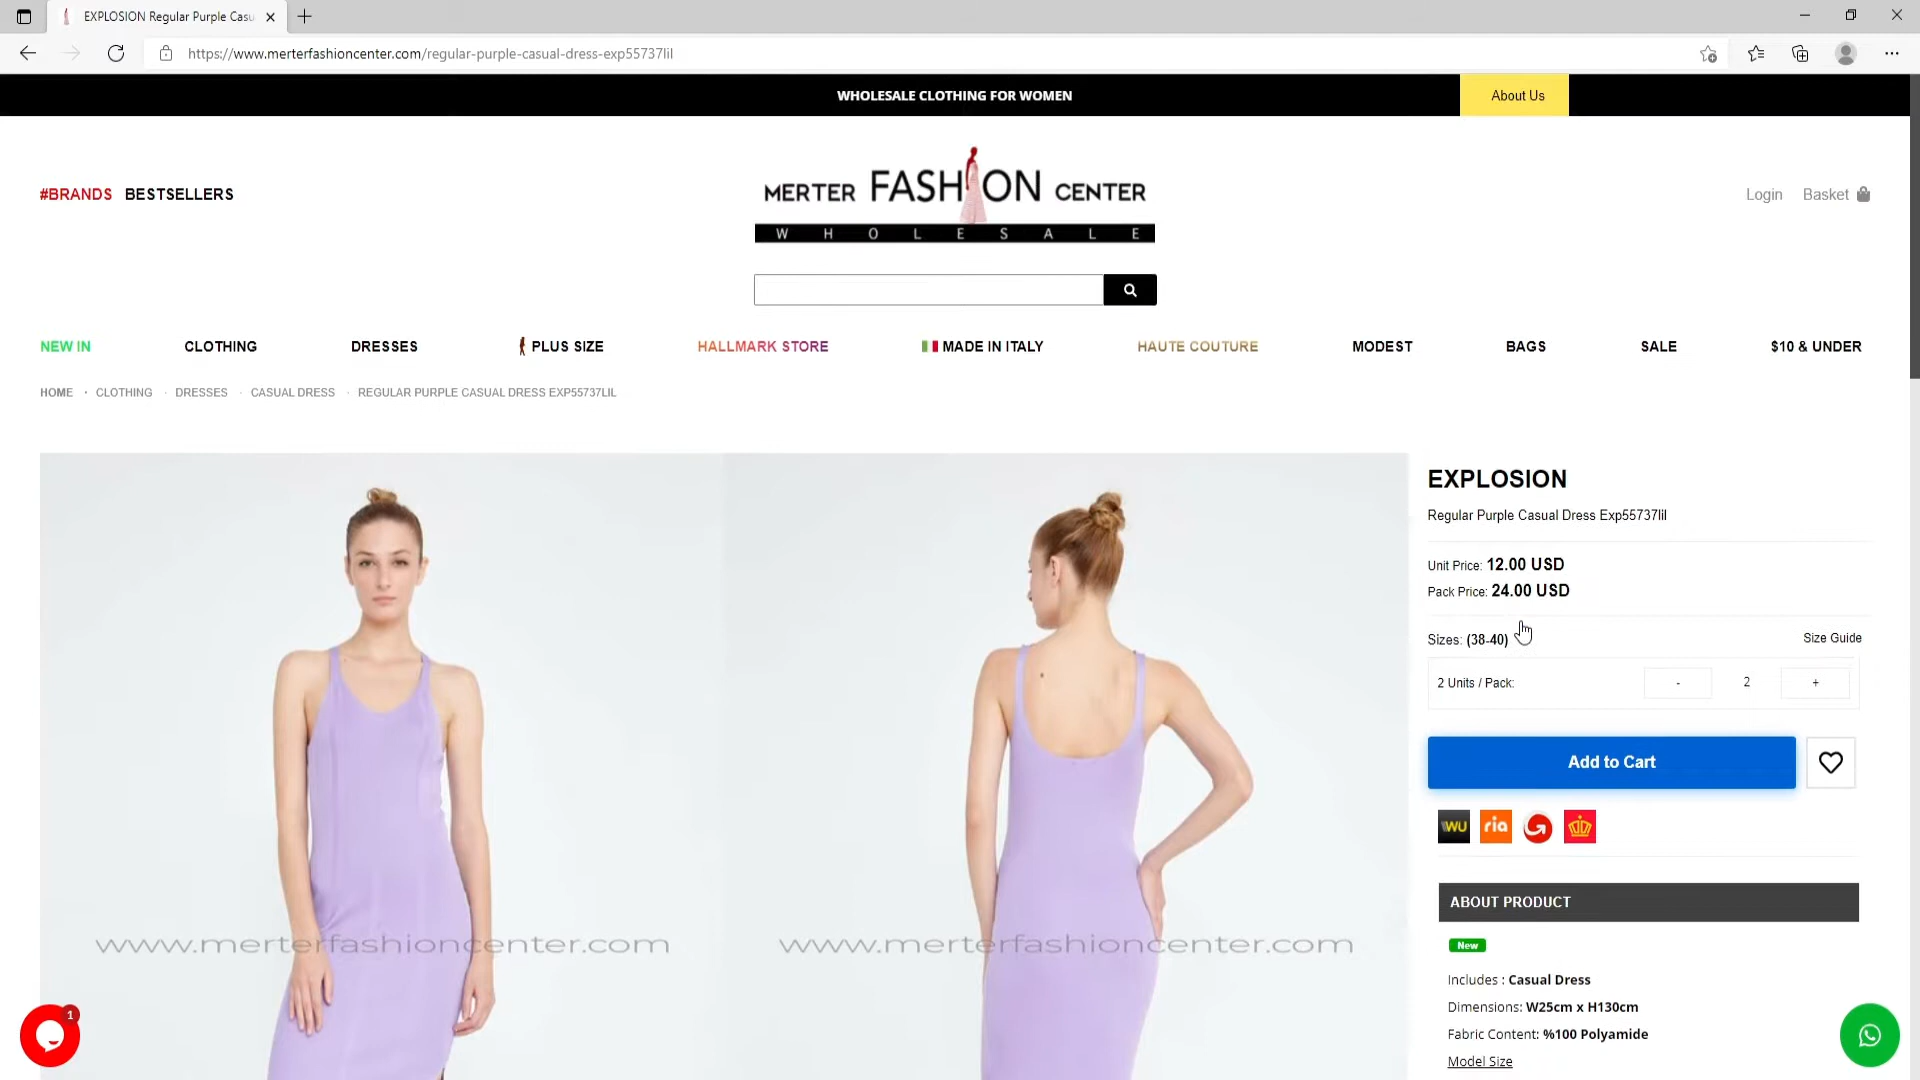 EXPLOSION Regular Purple Casu
https://www.merterfashioncenter.com/regular-purple-casual-dress-exp55737lil
WHOLESALE CLOTHING FOR WOMEN
About Us
#BRANDS BESTSELLERS
MERTER FASHION CENTER
WHOLESALE
Login Basket
NEW IN CLOTHING DRESSES PLUS SIZE HALLMARK STORE MADE IN ITALY HAUTE COUTURE MODEST BAGS SALE $10 & UNDER
HOME · CLOTHING · DRESSES · CASUAL DRESS · REGULAR PURPLE CASUAL DRESS EXP55737LIL
EXPLOSION
Regular Purple Casual Dress Exp55737lil
Unit Price: 12.00 USD
Pack Price: 24.00 USD
Sizes: (38-40) Size Guide
2 Units / Pack: - 2 +
Add to Cart
WU ria
ABOUT PRODUCT
New
Includes : Casual Dress
Dimensions: W25cm x H130cm
Fabric Content: %100 Polyamide
Model Size
www.merterfashioncenter.com
www.merterfashioncenter.com
1